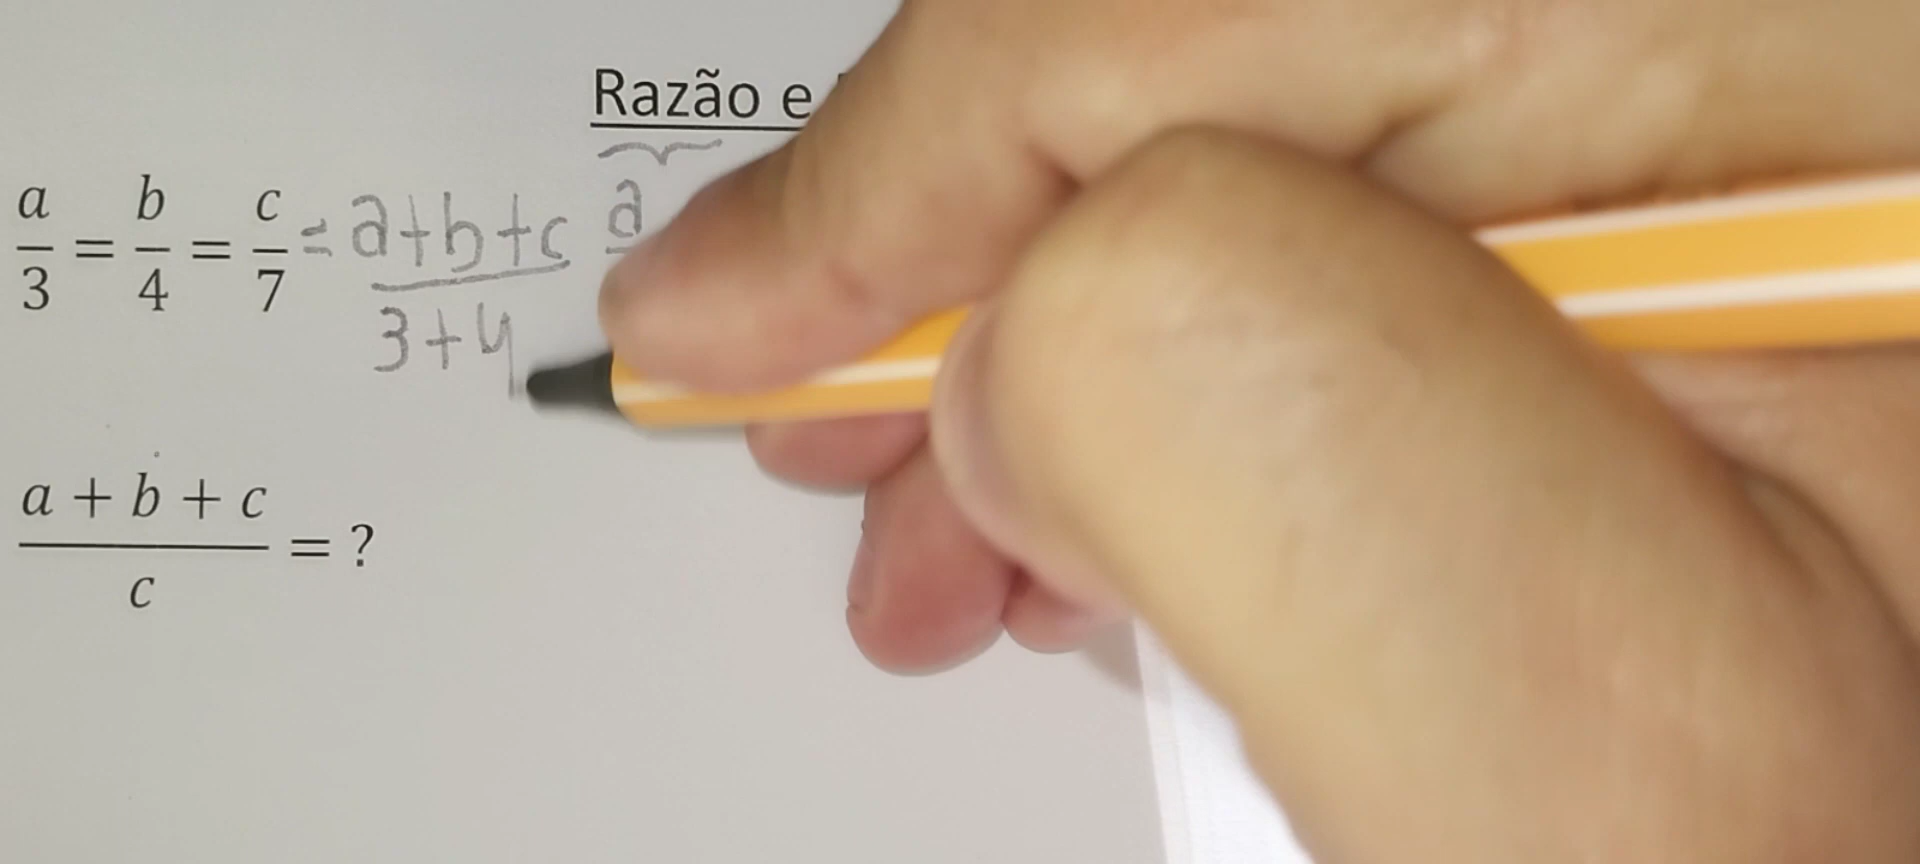 Razão e
a/3 = b/4 = c/7 = a+b+c/3+4 a
a + b + c/c = ?